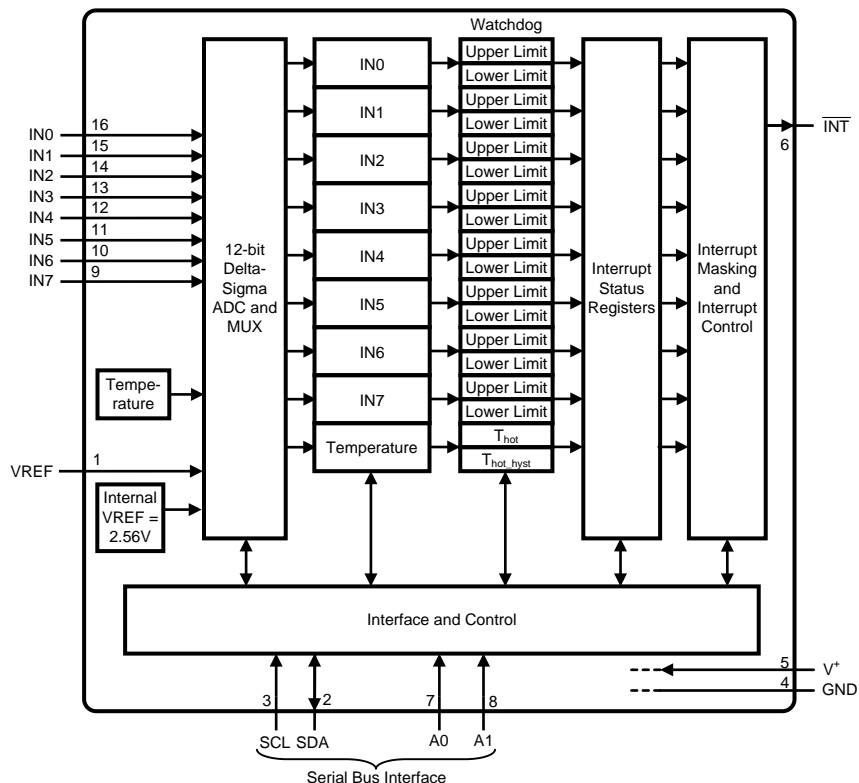 Watchdog
IN0
IN1
IN2
IN3
IN4
IN5
IN6
IN7
16
15
14
13
12
11
10
9
Tempe-
rature
VREF
1
Internal
VREF =
2.56V
12-bit
Delta-
Sigma
ADC and
MUX
IN0
IN1
IN2
IN3
IN4
IN5
IN6
IN7
Temperature
Upper Limit
Lower Limit
Upper Limit
Lower Limit
Upper Limit
Lower Limit
Upper Limit
Lower Limit
Upper Limit
Lower Limit
Upper Limit
Lower Limit
Upper Limit
Lower Limit
Upper Limit
Lower Limit
Thot
Thot_hyst
Interrupt
Status
Registers
Interrupt
Masking
and
Interrupt
Control
INT
6
Interface and Control
5
V+
4
GND
3
2
7
8
SCL SDA A0 A1
Serial Bus Interface